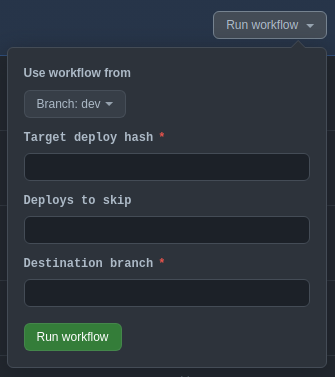 Run workflow
Use workflow from
Branch: dev
Target deploy hash *
Deploys to skip
Destination branch *
Run workflow